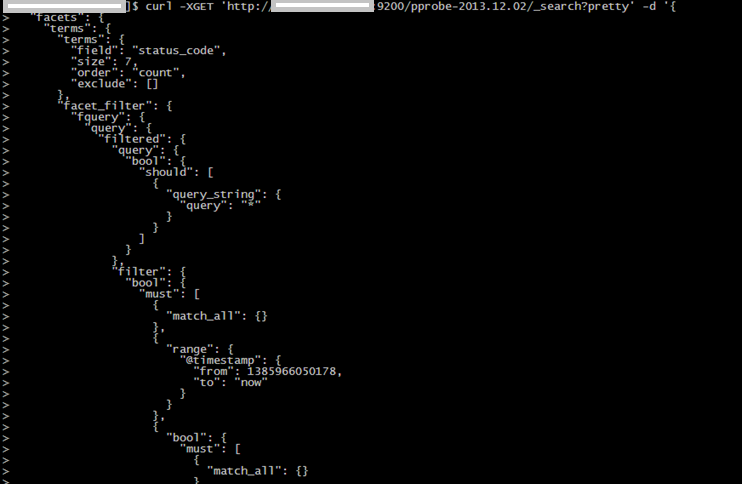 ]$ curl -XGET 'http://:9200/pprobe-2013.12.02/_search?pretty' -d '{
>   "facets": {
>     "terms": {
>       "terms": {
>         "field": "status_code",
>         "size": 7,
>         "order": "count",
>         "exclude": []
>       },
>       "facet_filter": {
>         "fquery": {
>           "query": {
>             "filtered": {
>               "query": {
>                 "bool": {
>                   "should": [
>                     {
>                       "query_string": {
>                         "query": "*"
>                       }
>                     }
>                   ]
>                 }
>               },
>               "filter": {
>                 "bool": {
>                   "must": [
>                     {
>                       "match_all": {}
>                     },
>                     {
>                       "range": {
>                         "@timestamp": {
>                           "from": 1385966050178,
>                           "to": "now"
>                         }
>                       }
>                     },
>                     {
>                       "bool": {
>                         "must": [
>                           {
>                             "match_all": {}
>                           }